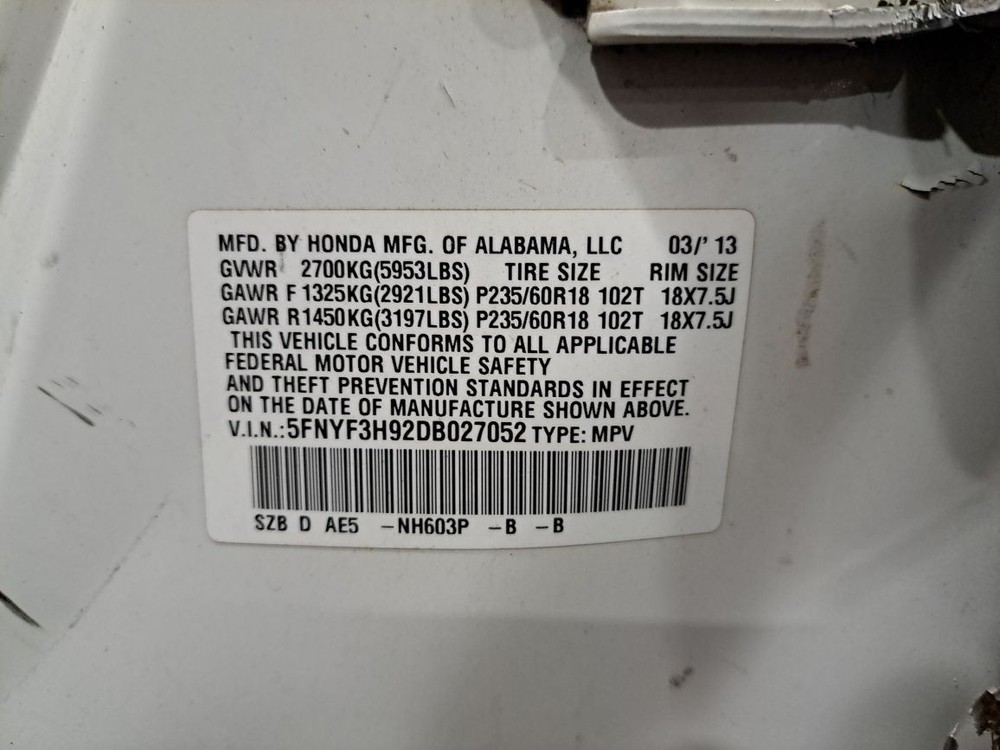 MFD. BY HONDA MFG. OF ALABAMA, LLC 03/' 13
GVWR 2700KG(5953LBS) TIRE SIZE RIM SIZE
GAWR F 1325KG(2921LBS) P235/60R18 102T 18X7.5J
GAWR R1450KG(3197LBS) P235/60R18 102T 18X7.5J
THIS VEHICLE CONFORMS TO ALL APPLICABLE
FEDERAL MOTOR VEHICLE SAFETY
AND THEFT PREVENTION STANDARDS IN EFFECT
ON THE DATE OF MANUFACTURE SHOWN ABOVE.
V.I.N.: 5FNYF3H92DB027052 TYPE: MPV
SZB D AE5 -NH603P -B -B